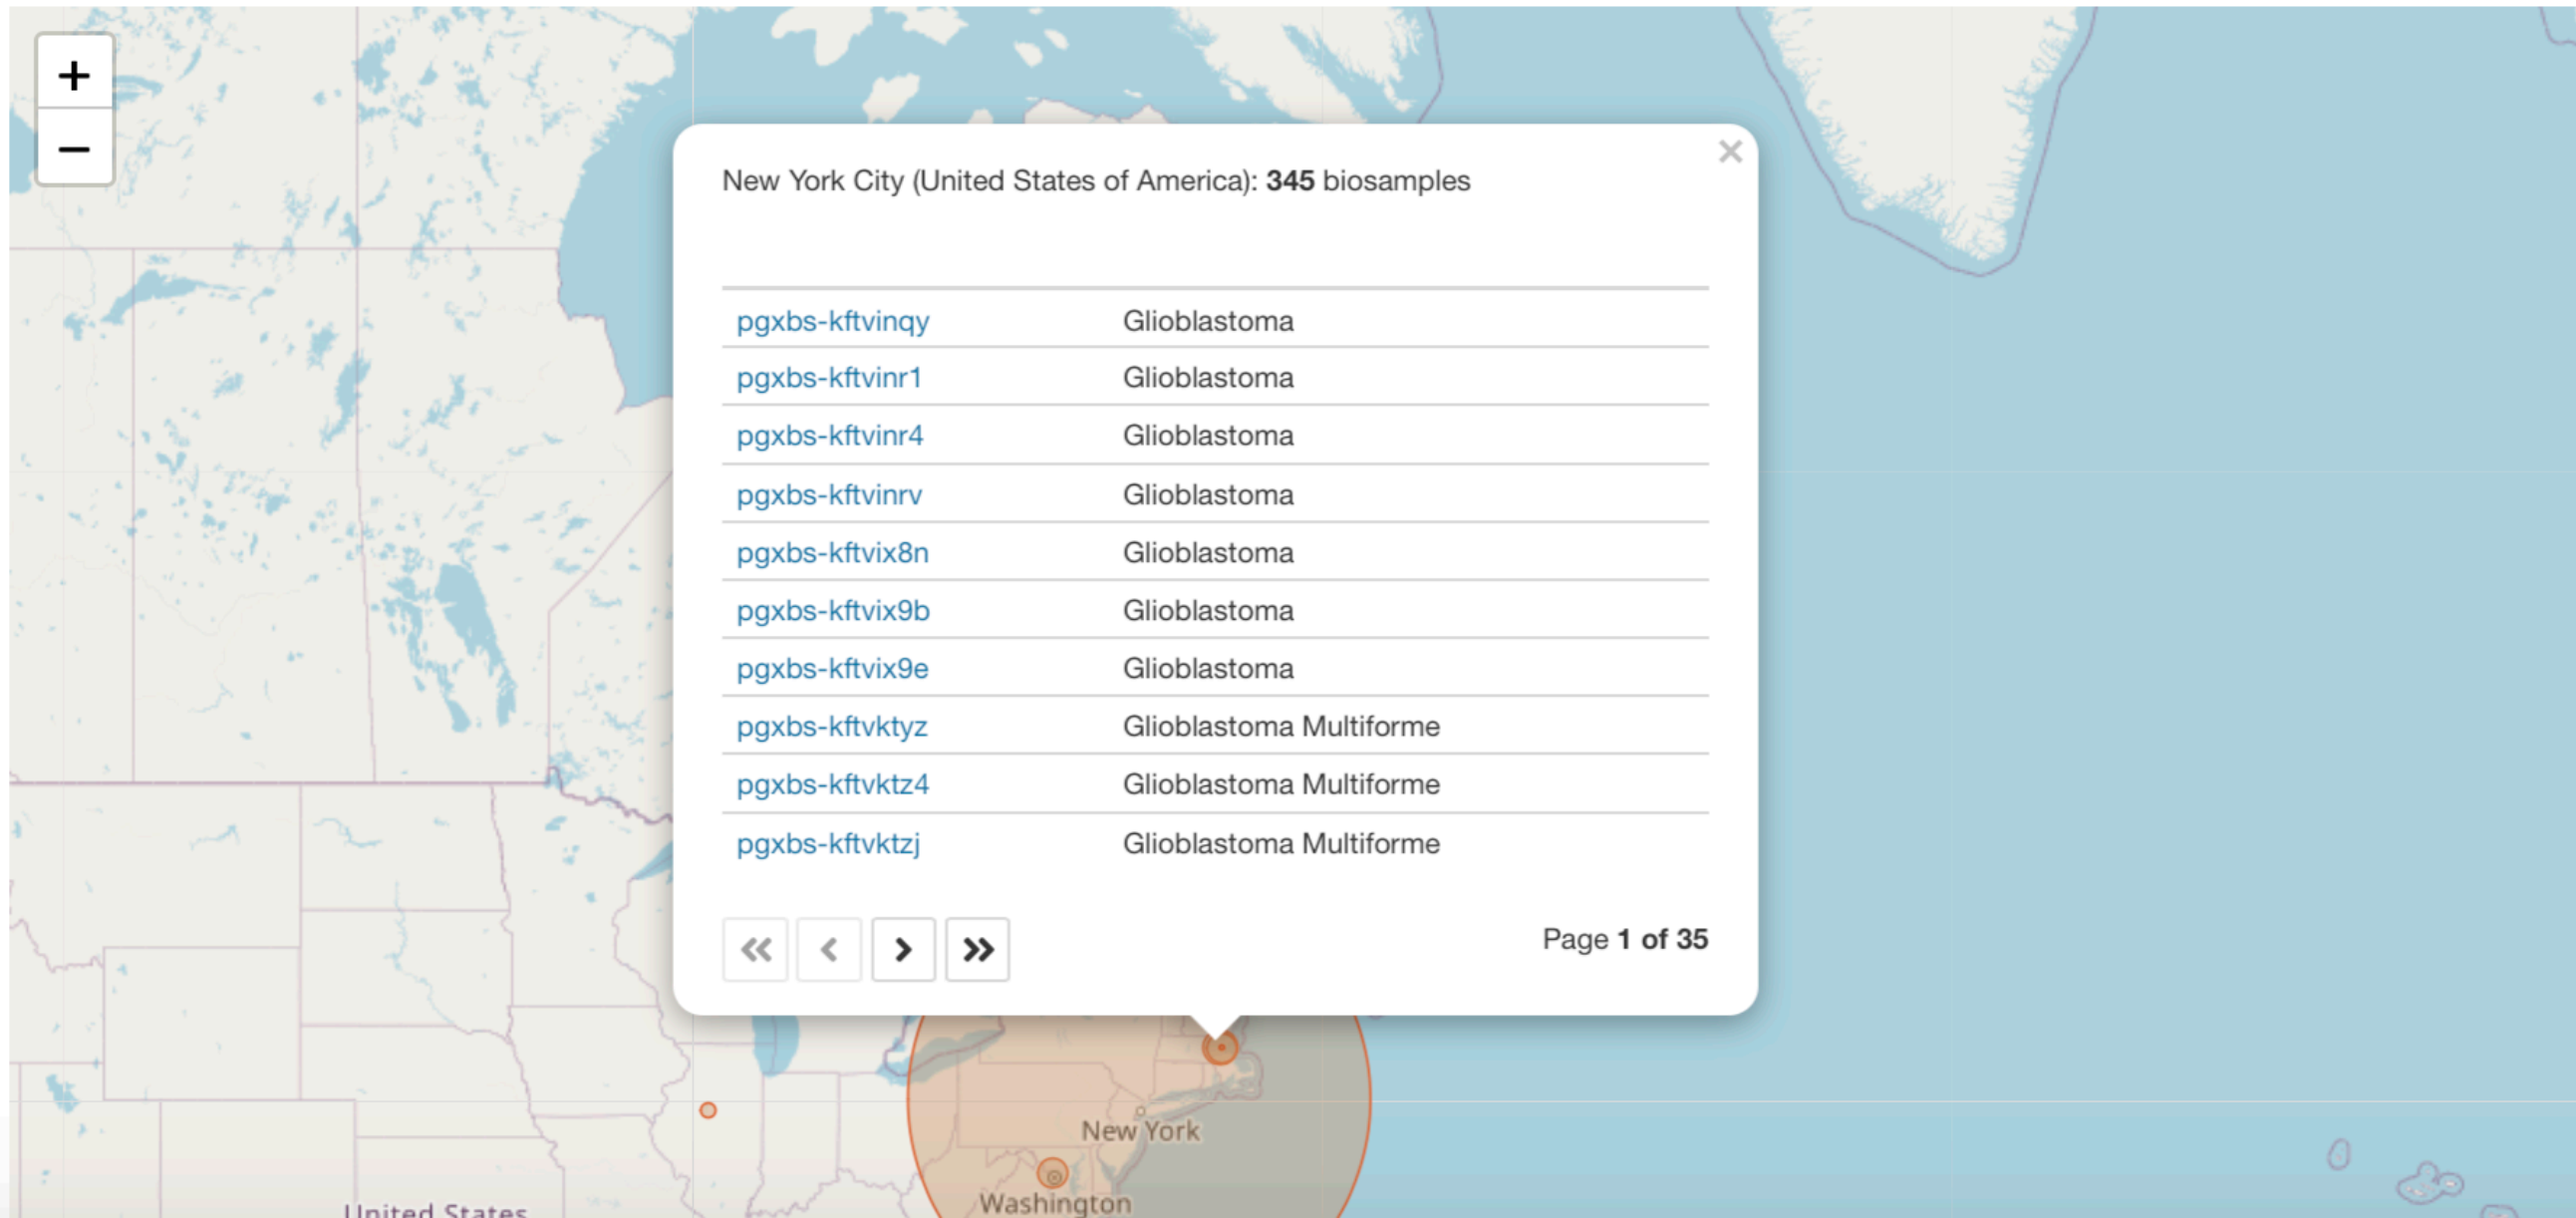 +
−
New York City (United States of America): 345 biosamples
×
pgxbs-kftvinqy Glioblastoma
pgxbs-kftvinr1 Glioblastoma
pgxbs-kftvinr4 Glioblastoma
pgxbs-kftvinrv Glioblastoma
pgxbs-kftvix8n Glioblastoma
pgxbs-kftvix9b Glioblastoma
pgxbs-kftvix9e Glioblastoma
pgxbs-kftvktyz Glioblastoma Multiforme
pgxbs-kftvktz4 Glioblastoma Multiforme
pgxbs-kftvktzj Glioblastoma Multiforme
« ‹ › » Page 1 of 35
New York
Washington
United States